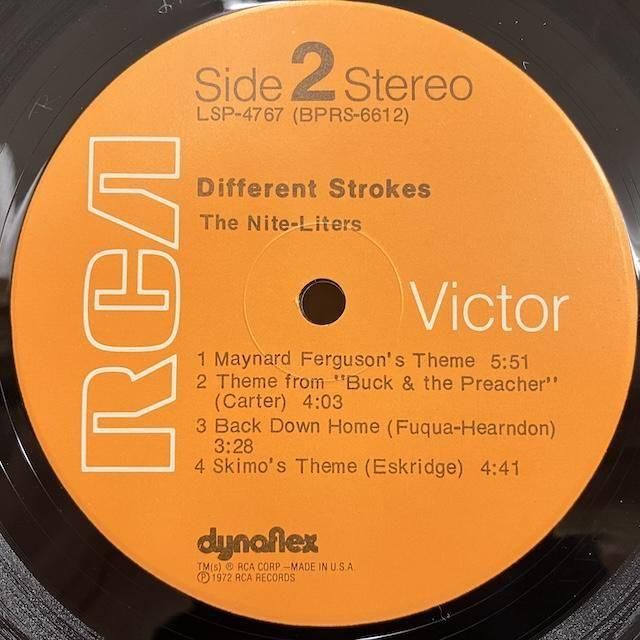 Side 2 Stereo
LSP-4767 (BPRS-6612)
RCA
Different Strokes
The Nite-Liters
Victor
1 Maynard Ferguson's Theme 5:51
2 Theme from "Buck & the Preacher"
(Carter) 4:03
3 Back Down Home (Fuqua-Hearndon)
3:28
4 Skimo's Theme (Eskridge) 4:41
dynaflex
TM(s) ® RCA CORP.—MADE IN U.S.A.
℗ 1972 RCA RECORDS